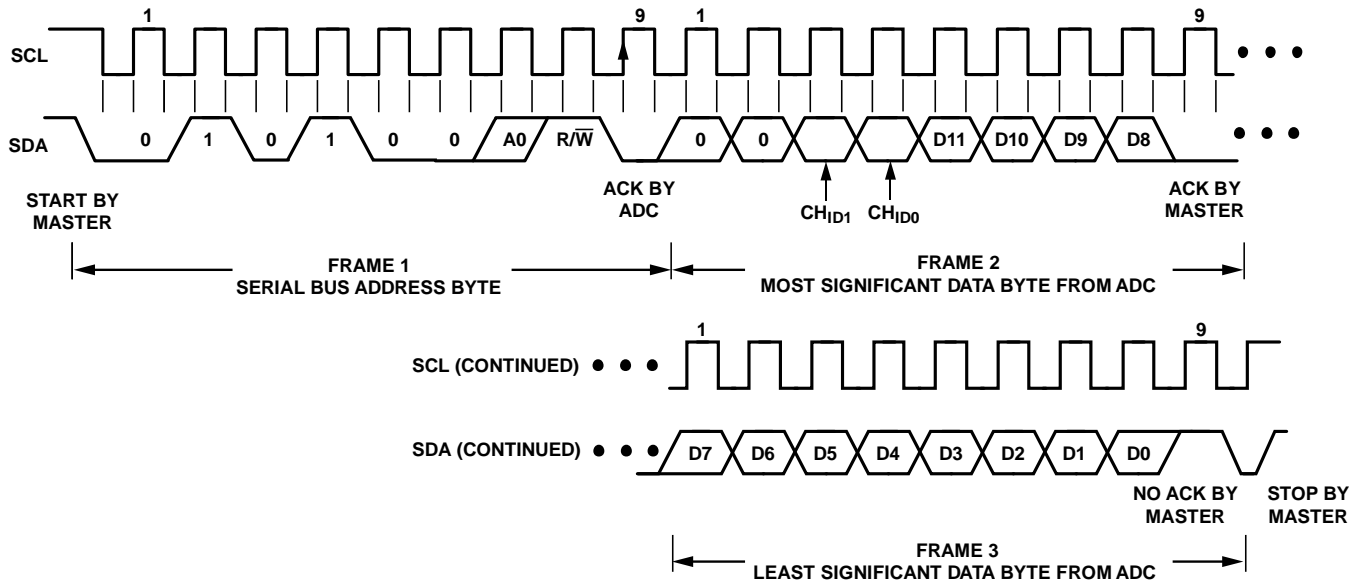 1 9 1 9
SCL
SDA 0 1 0 1 0 0 A0 R/W̅ 0 0 D11 D10 D9 D8
START BY
MASTER
ACK BY
ADC
CHID1 CHID0
ACK BY
MASTER
FRAME 1
SERIAL BUS ADDRESS BYTE
FRAME 2
MOST SIGNIFICANT DATA BYTE FROM ADC
1 9
SCL (CONTINUED)
SDA (CONTINUED) D7 D6 D5 D4 D3 D2 D1 D0
NO ACK BY
MASTER
STOP BY
MASTER
FRAME 3
LEAST SIGNIFICANT DATA BYTE FROM ADC